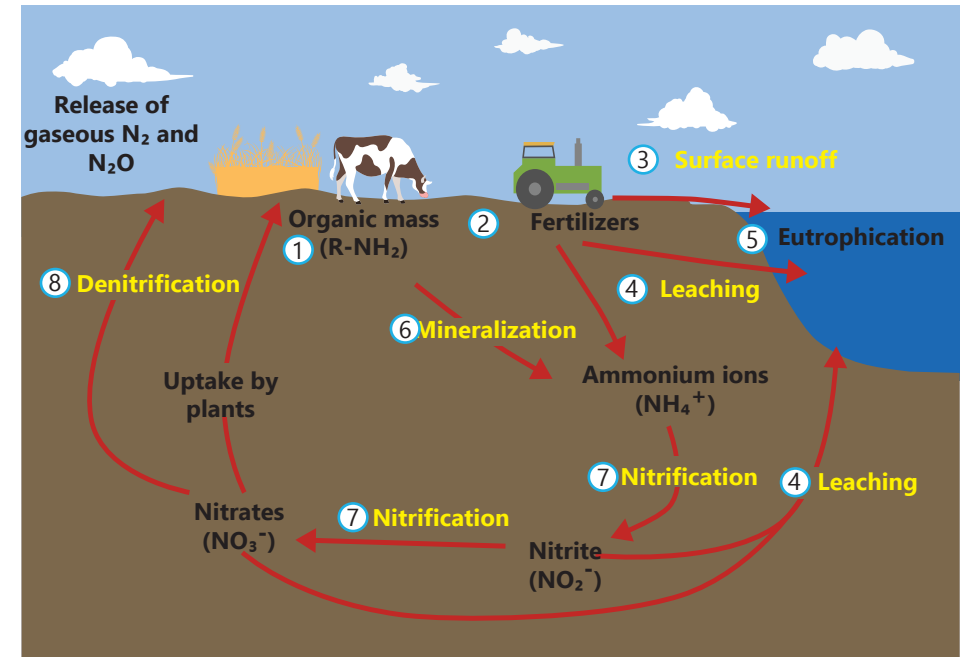 Release of
gaseous N₂ and
N₂O
3 Surface runoff
Organic mass
(R-NH₂)
1
2
Fertilizers
5 Eutrophication
8 Denitrification
4 Leaching
6 Mineralization
Uptake by
plants
Ammonium ions
(NH₄⁺)
7 Nitrification
4 Leaching
Nitrates
(NO₃⁻)
7 Nitrification
Nitrite
(NO₂⁻)